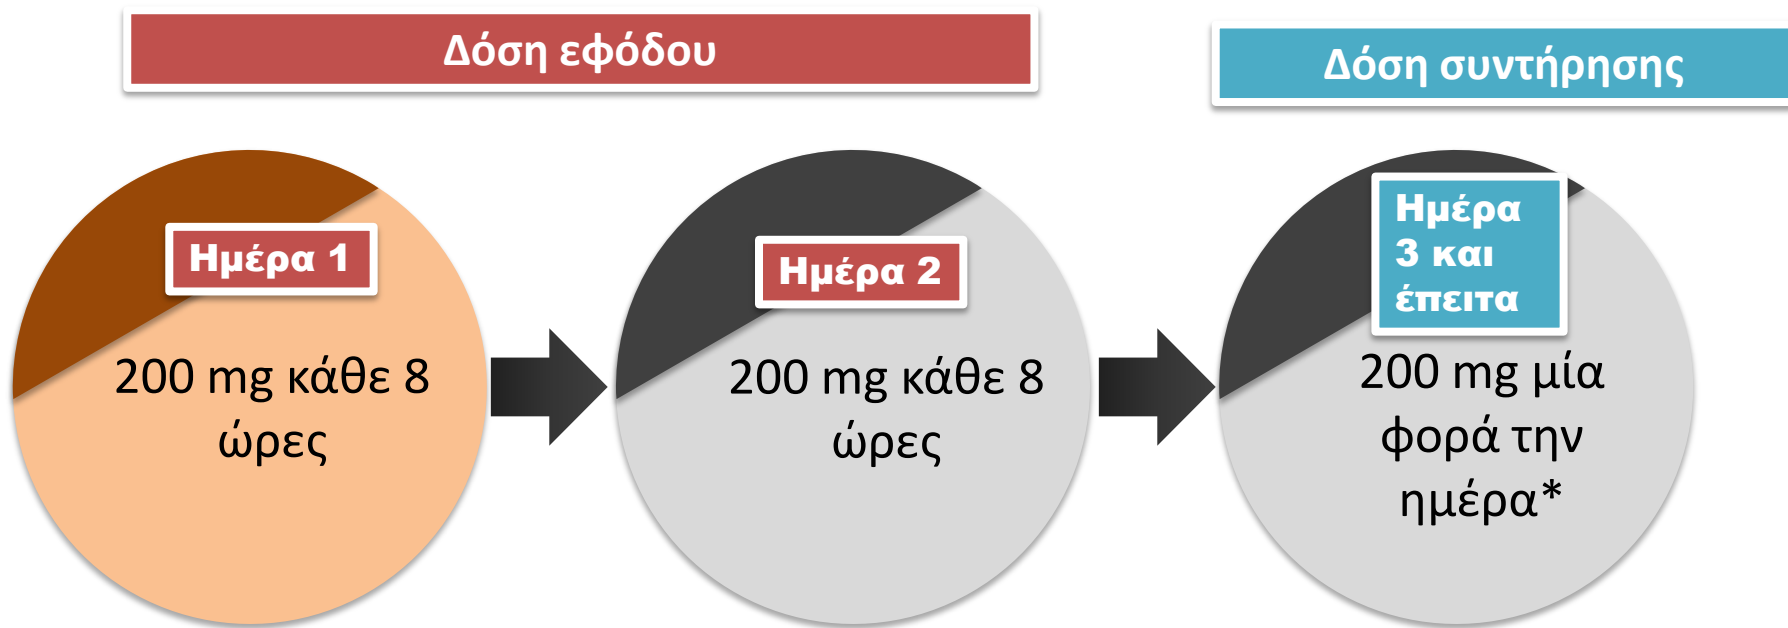 Δόση εφόδου
Δόση συντήρησης
Ημέρα 1
200 mg κάθε 8
ώρες
Ημέρα 2
200 mg κάθε 8
ώρες
Ημέρα
3 και
έπειτα
200 mg μία
φορά την
ημέρα*